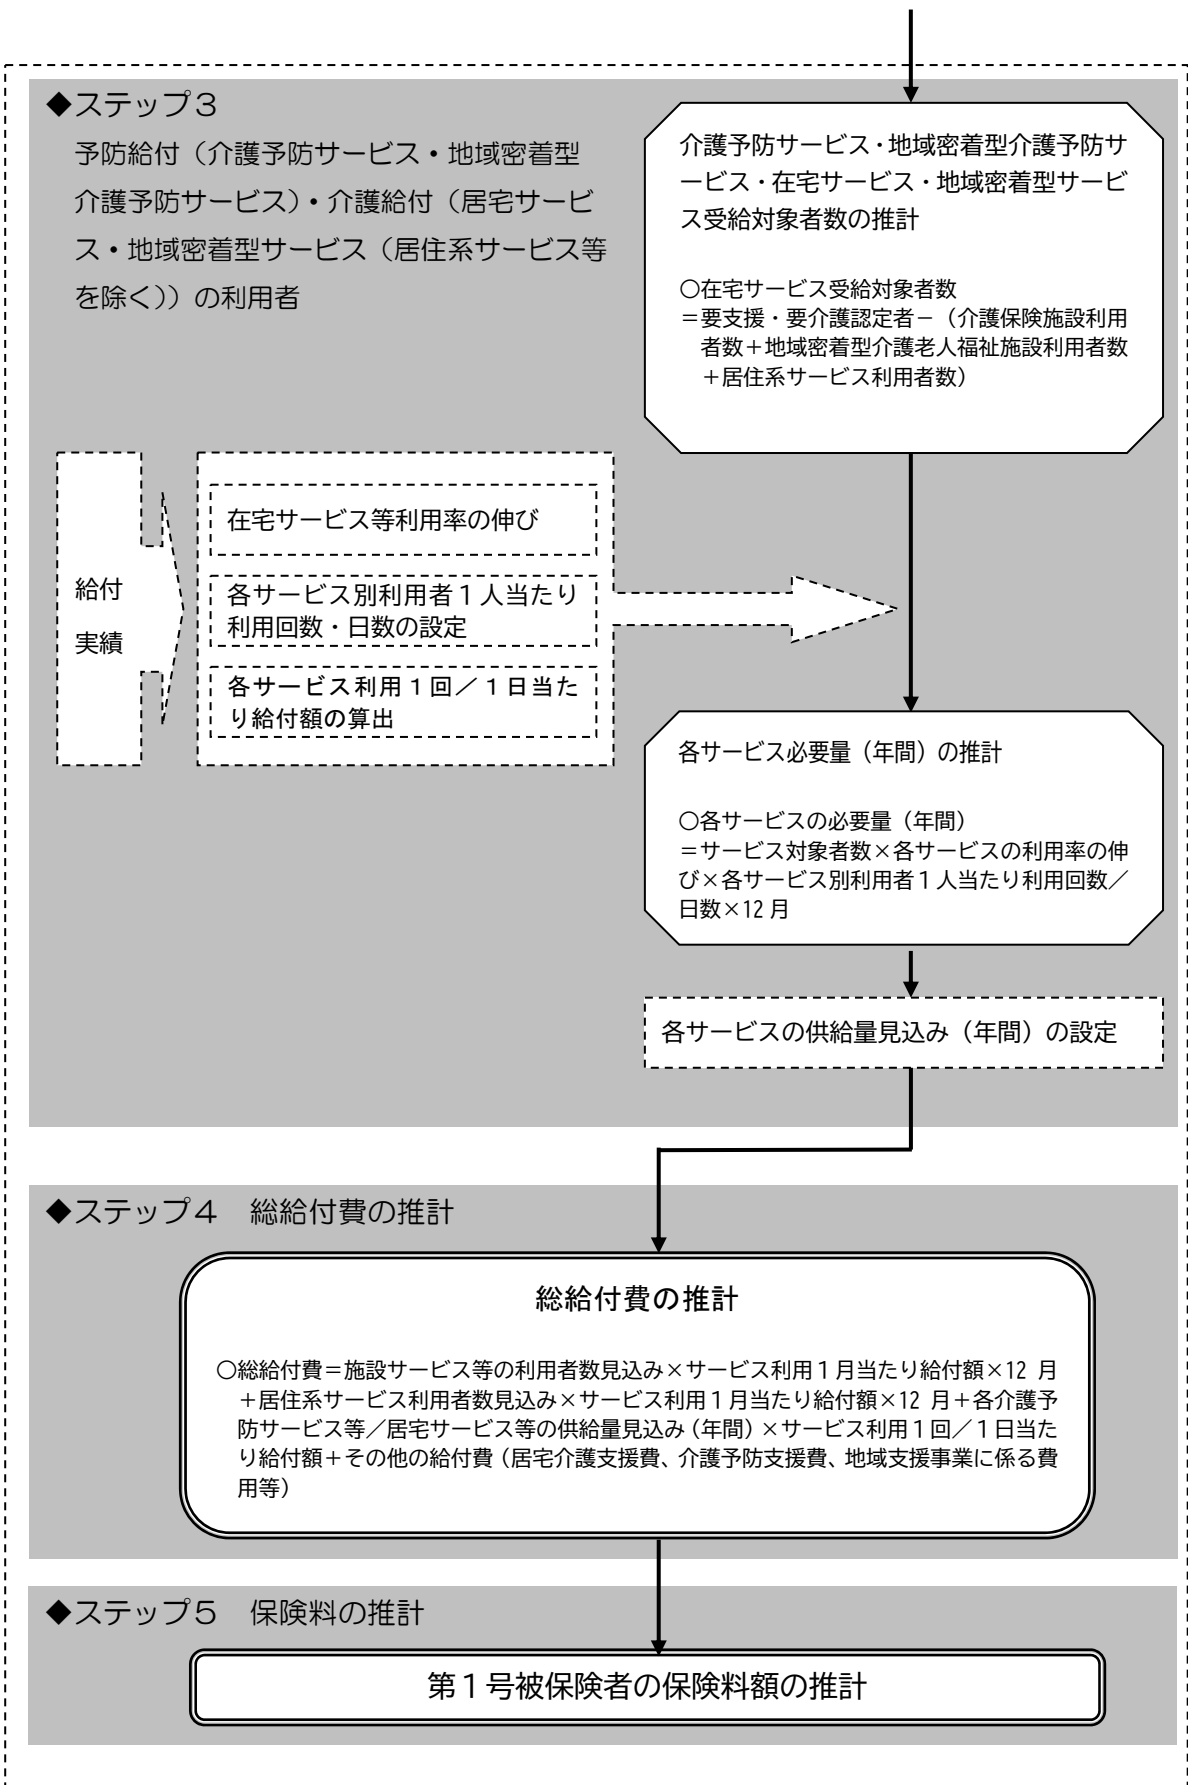 ◆ステップ３
予防給付（介護予防サービス・地域密着型
介護予防サービス）・介護給付（居宅サービ
ス・地域密着型サービス（居住系サービス等
を除く））の利用者
介護予防サービス・地域密着型介護予防サ
ービス・在宅サービス・地域密着型サービ
ス受給対象者数の推計
○在宅サービス受給対象者数
＝要支援・要介護認定者－（介護保険施設利用
者数＋地域密着型介護老人福祉施設利用者数
＋居住系サービス利用者数）
給付
実績
在宅サービス等利用率の伸び
各サービス別利用者１人当たり
利用回数・日数の設定
各サービス利用１回／１日当た
り給付額の算出
各サービス必要量（年間）の推計
○各サービスの必要量（年間）
＝サービス対象者数×各サービスの利用率の伸
び×各サービス別利用者１人当たり利用回数／
日数×12 月
各サービスの供給量見込み（年間）の設定
◆ステップ４　総給付費の推計
総給付費の推計
○総給付費＝施設サービス等の利用者数見込み×サービス利用１月当たり給付額×12 月
＋居住系サービス利用者数見込み×サービス利用１月当たり給付額×12 月＋各介護予
防サービス等／居宅サービス等の供給量見込み（年間）×サービス利用１回／１日当た
り給付額＋その他の給付費（居宅介護支援費、介護予防支援費、地域支援事業に係る費
用等）
◆ステップ５　保険料の推計
第１号被保険者の保険料額の推計